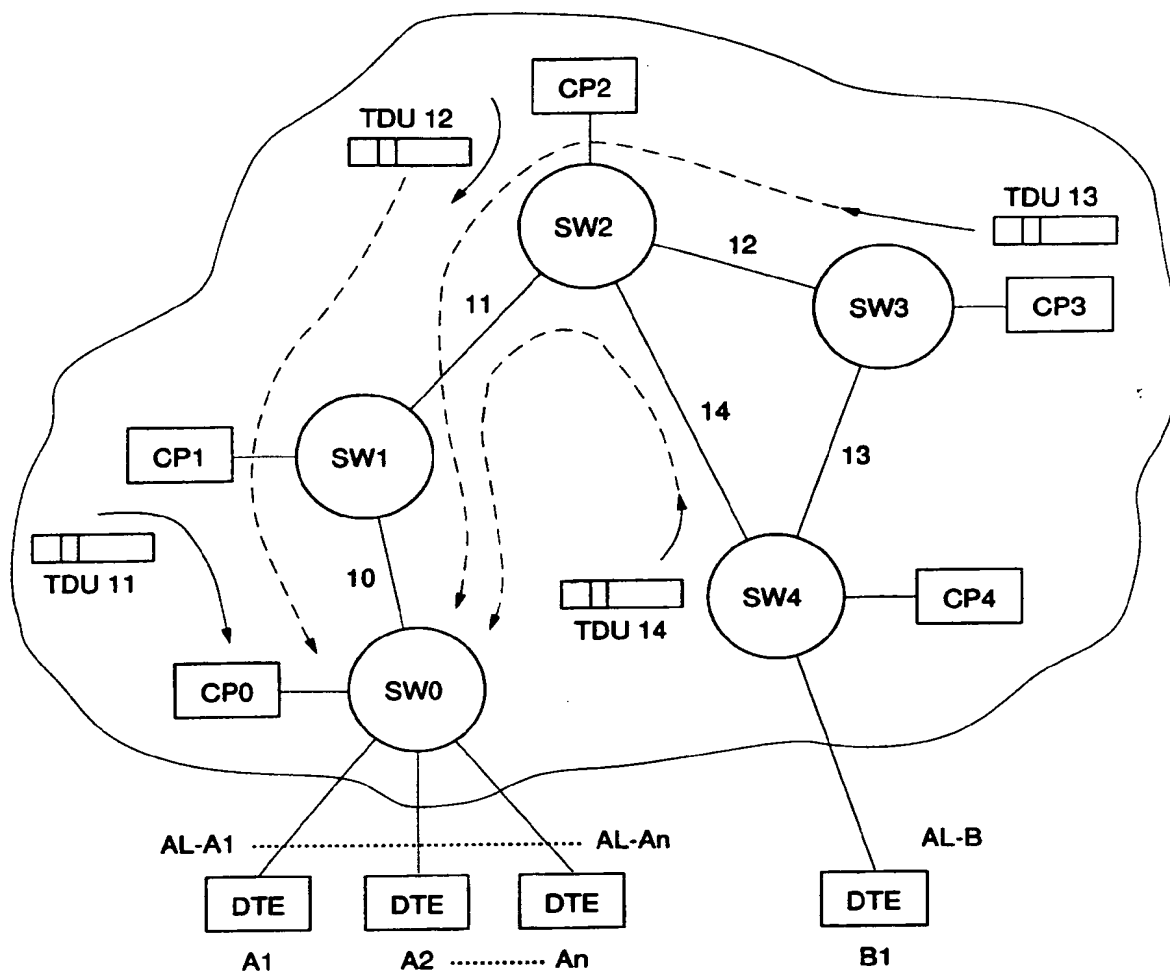 CP2
TDU 12
TDU 13
SW2
12
SW3
CP3
11
14
13
CP1
SW1
TDU 11
10
TDU 14
SW4
CP4
CP0
SW0
AL-A1 AL-An
AL-B
DTE DTE DTE DTE
A1 A2 An B1